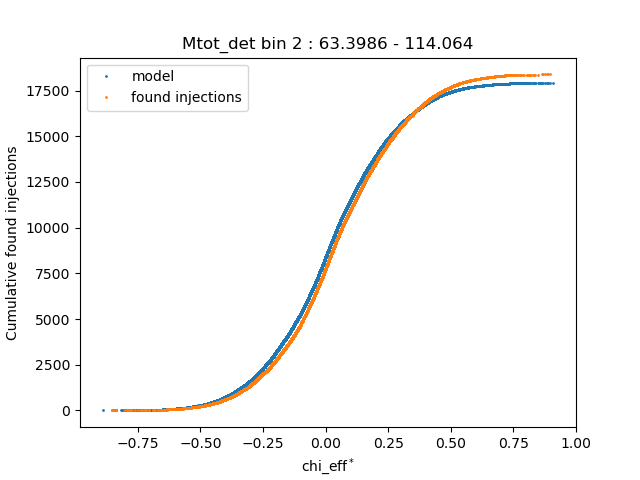 Mtot_det bin 2 : 63.3986 - 114.064
model
found injections
Cumulative found injections
17500
15000
12500
10000
7500
5000
2500
0
−0.75 −0.50 −0.25 0.00 0.25 0.50 0.75 1.00
chi_eff*